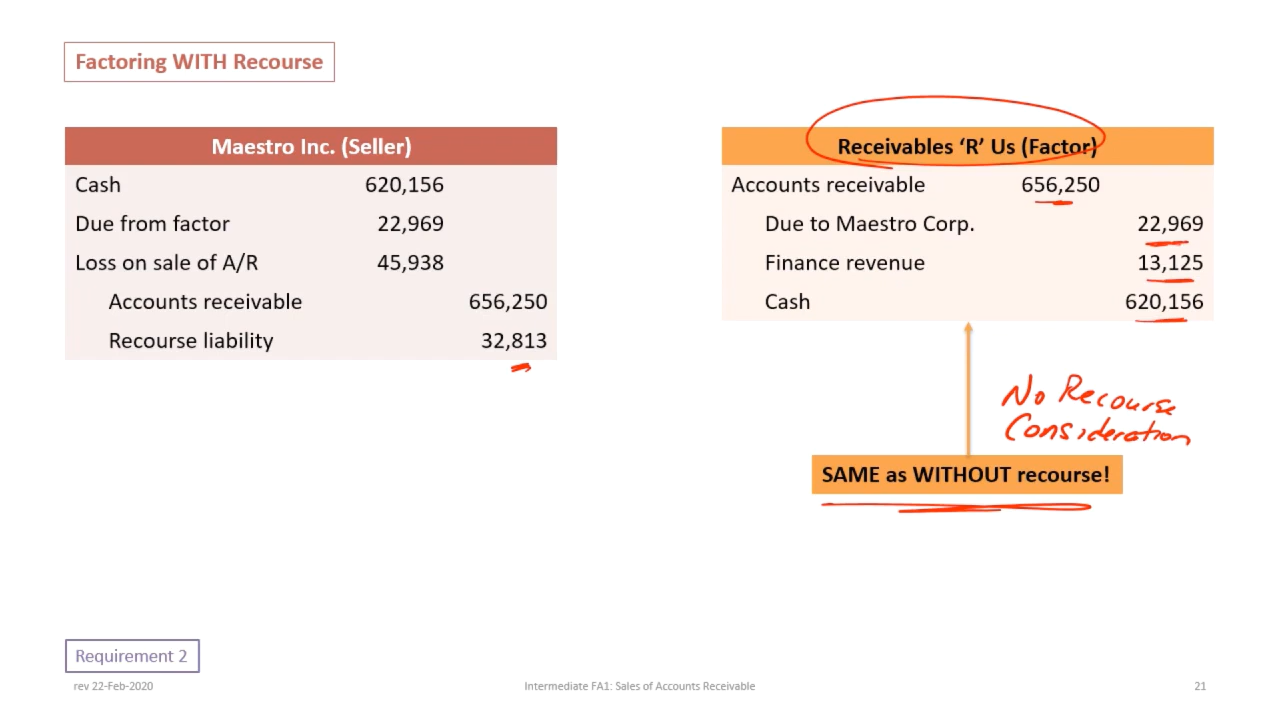 Factoring WITH Recourse
Maestro Inc. (Seller)
Cash 620,156
Due from factor 22,969
Loss on sale of A/R 45,938
Accounts receivable 656,250
Recourse liability 32,813
Receivables ‘R’ Us (Factor)
Accounts receivable 656,250
Due to Maestro Corp. 22,969
Finance revenue 13,125
Cash 620,156
No Recourse
Consideration
SAME as WITHOUT recourse!
Requirement 2
rev 22-Feb-2020 Intermediate FA1: Sales of Accounts Receivable 21